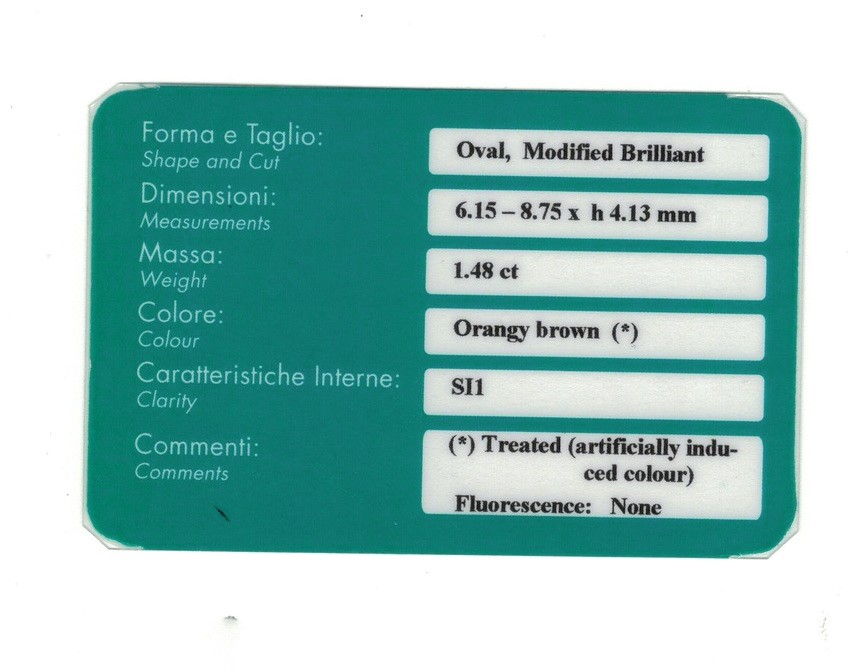 Forma e Taglio:
Shape and Cut
Oval,  Modified Brilliant
Dimensioni:
Measurements
6.15 – 8.75 x  h 4.13 mm
Massa:
Weight
1.48 ct
Colore:
Colour
Orangy brown  (*)
Caratteristiche Interne:
Clarity
SI1
Commenti:
Comments
(*) Treated (artificially indu-
ced colour)
Fluorescence:   None